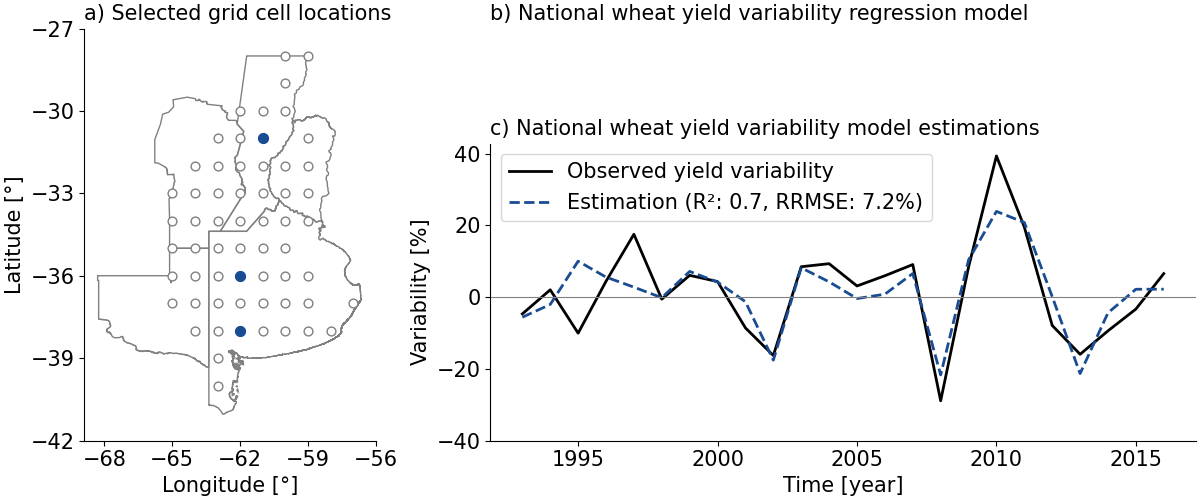 a) Selected grid cell locations
−27
−30
−33
−36
−39
−42
Latitude [°]
−68 −65 −62 −59 −56
Longitude [°]
b) National wheat yield variability regression model
c) National wheat yield variability model estimations
40
20
0
−20
−40
Variability [%]
Observed yield variability
Estimation (R²: 0.7, RRMSE: 7.2%)
1995 2000 2005 2010 2015
Time [year]